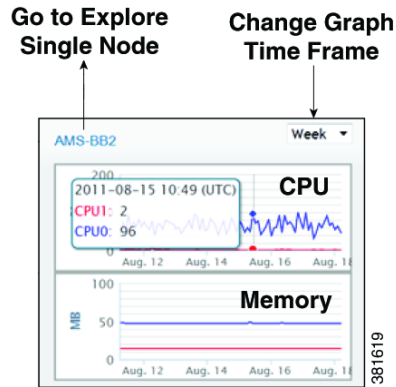 Go to Explore
Single Node
Change Graph
Time Frame
AMS-BB2
Week
200
2011-08-15 10:49 (UTC)
CPU1: 2
CPU0: 96
CPU
0
Aug. 12 Aug. 14 Aug. 16 Aug. 18
100
Memory
MB
50
0
Aug. 12 Aug. 14 Aug. 16 Aug. 18
381619